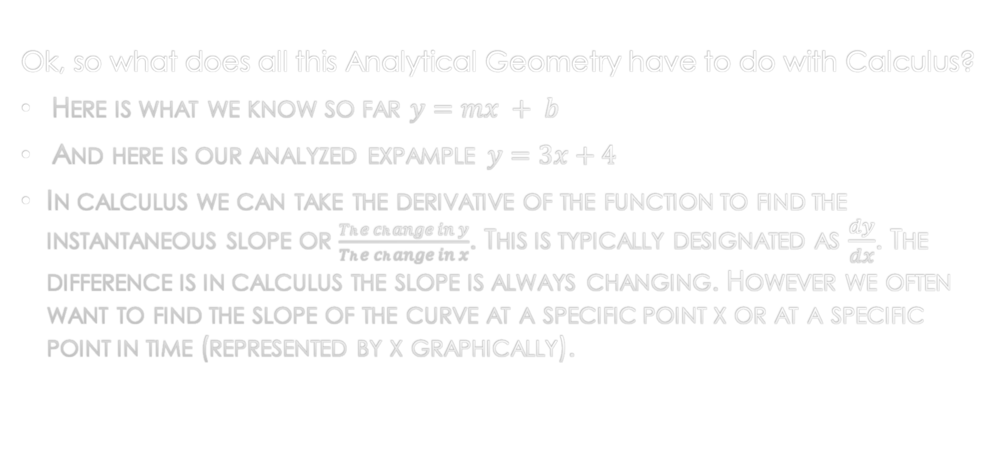 Ok, so what does all this Analytical Geometry have to do with Calculus?
• HERE IS WHAT WE KNOW SO FAR y = mx + b
• AND HERE IS OUR ANALYZED EXPAMPLE y = 3x + 4
• IN CALCULUS WE CAN TAKE THE DERIVATIVE OF THE FUNCTION TO FIND THE
INSTANTANEOUS SLOPE OR The change in y / The change in x. THIS IS TYPICALLY DESIGNATED AS dy/dx. THE
DIFFERENCE IS IN CALCULUS THE SLOPE IS ALWAYS CHANGING. HOWEVER WE OFTEN
WANT TO FIND THE SLOPE OF THE CURVE AT A SPECIFIC POINT X OR AT A SPECIFIC
POINT IN TIME (REPRESENTED BY X GRAPHICALLY).